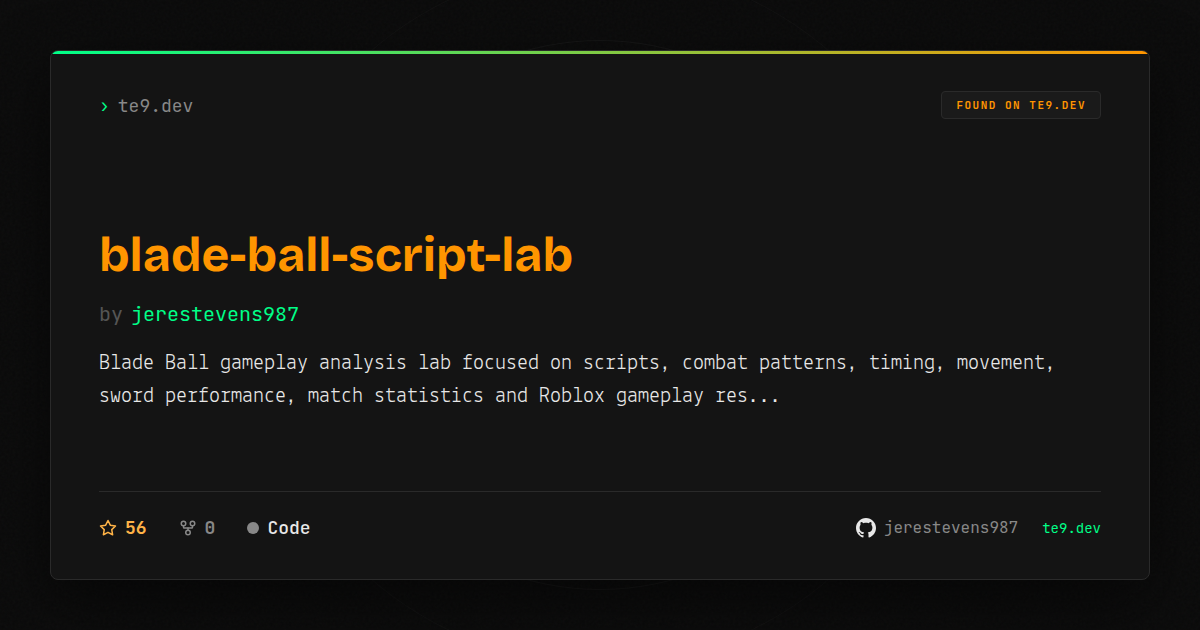 › te9.dev
FOUND ON TE9.DEV
blade-ball-script-lab
by jerestevens987
Blade Ball gameplay analysis lab focused on scripts, combat patterns, timing, movement,
sword performance, match statistics and Roblox gameplay res...
56 0 Code
jerestevens987 te9.dev